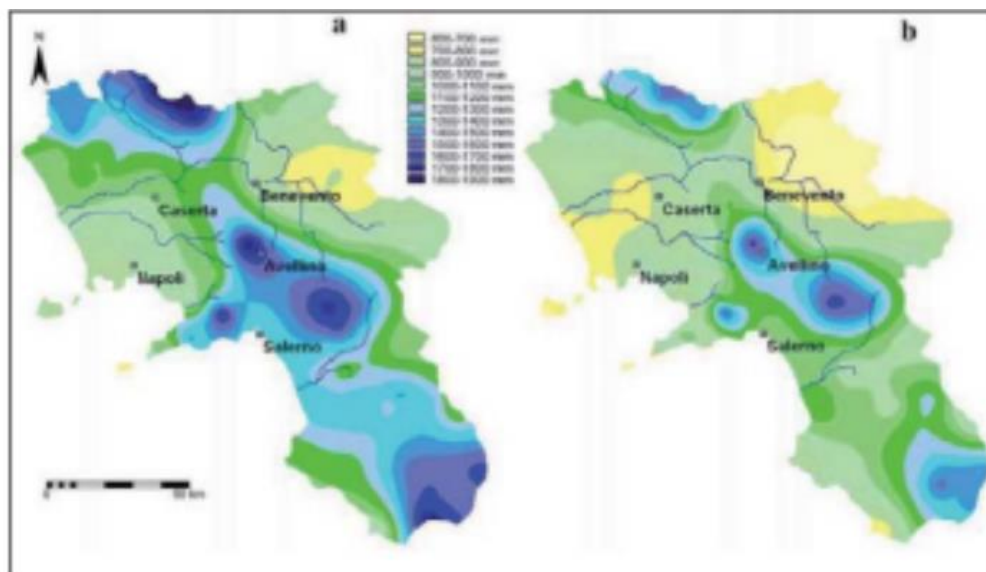 a
b
N
600-700 mm
700-800 mm
800-900 mm
900-1000 mm
1000-1100 mm
1100-1200 mm
1200-1300 mm
1300-1400 mm
1400-1500 mm
1500-1600 mm
1600-1700 mm
1700-1800 mm
1800-1900 mm
Benevento
Caserta
Avellino
Napoli
Salerno
Benevento
Caserta
Avellino
Napoli
Salerno
0
50 km